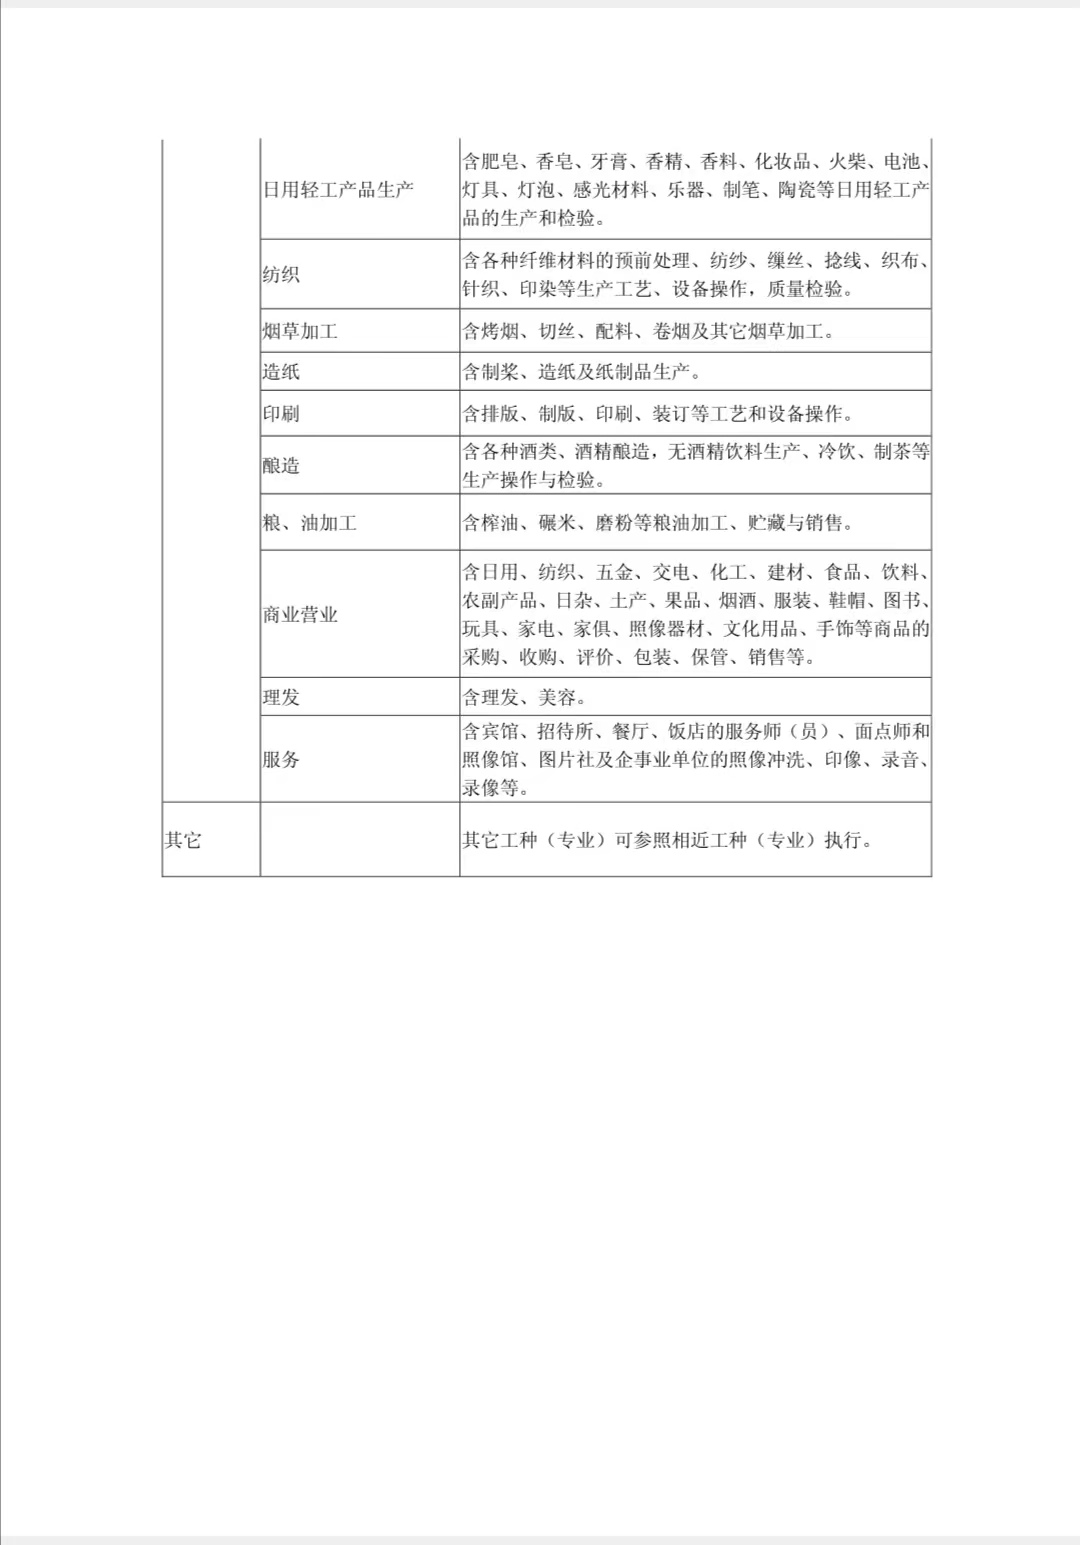 日用轻工产品生产
含肥皂、香皂、牙膏、香精、香料、化妆品、火柴、电池、
灯具、灯泡、感光材料、乐器、制笔、陶瓷等日用轻工产
品的生产和检验。
纺织
含各种纤维材料的预前处理、纺纱、缫丝、捻线、织布、
针织、印染等生产工艺、设备操作，质量检验。
烟草加工
含烤烟、切丝、配料、卷烟及其它烟草加工。
造纸
含制浆、造纸及纸制品生产。
印刷
含排版、制版、印刷、装订等工艺和设备操作。
酿造
含各种酒类、酒精酿造，无酒精饮料生产、冷饮、制茶等
生产操作与检验。
粮、油加工
含榨油、碾米、磨粉等粮油加工、贮藏与销售。
商业营业
含日用、纺织、五金、交电、化工、建材、食品、饮料、
农副产品、日杂、土产、果品、烟酒、服装、鞋帽、图书、
玩具、家电、家俱、照像器材、文化用品、手饰等商品的
采购、收购、评价、包装、保管、销售等。
理发
含理发、美容。
服务
含宾馆、招待所、餐厅、饭店的服务师（员）、面点师和
照像馆、图片社及企事业单位的照像冲洗、印像、录音、
录像等。
其它
其它工种（专业）可参照相近工种（专业）执行。